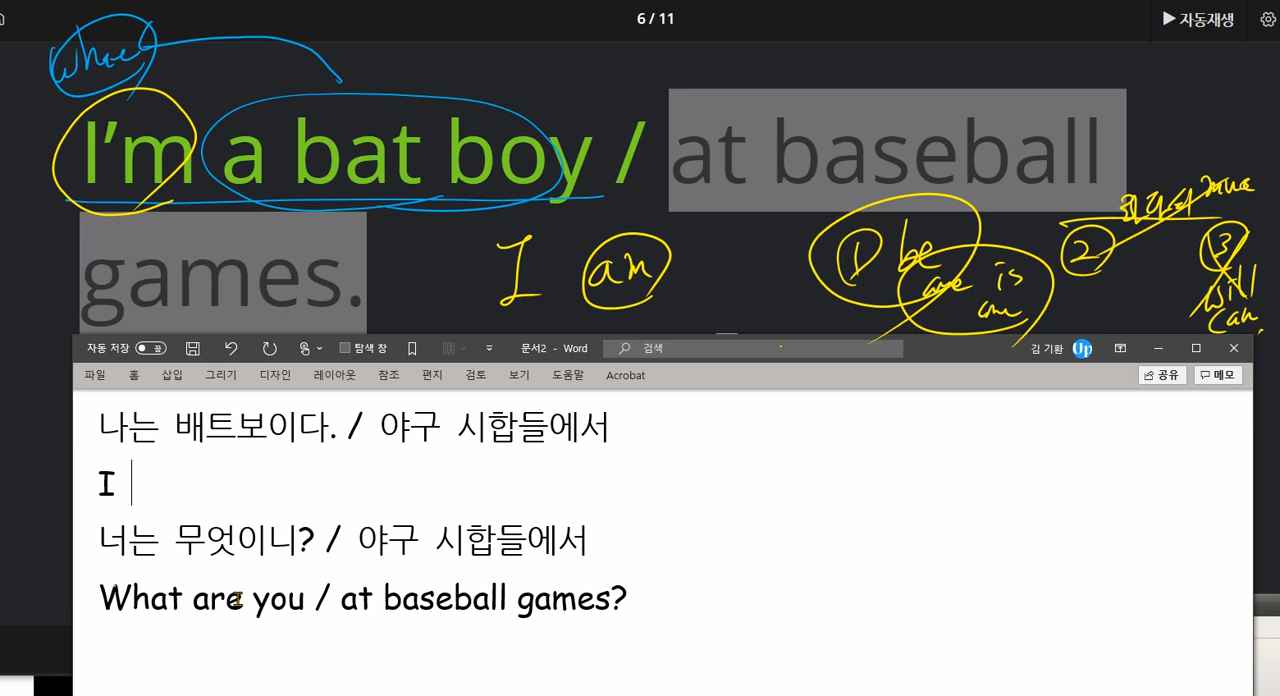 6 / 11
▶ 자동재생
I'm a bat boy / at baseball
games.
I am
① be ② ③
are is
will
can
자동 저장 문서2 - Word 검색 김 기환 Up
탐색 창
파일 홈 삽입 그리기 디자인 레이아웃 참조 편지 검토 보기 도움말 Acrobat 공유 메모
나는 배트보이다. / 야구 시합들에서
I
너는 무엇이니? / 야구 시합들에서
What are you / at baseball games?